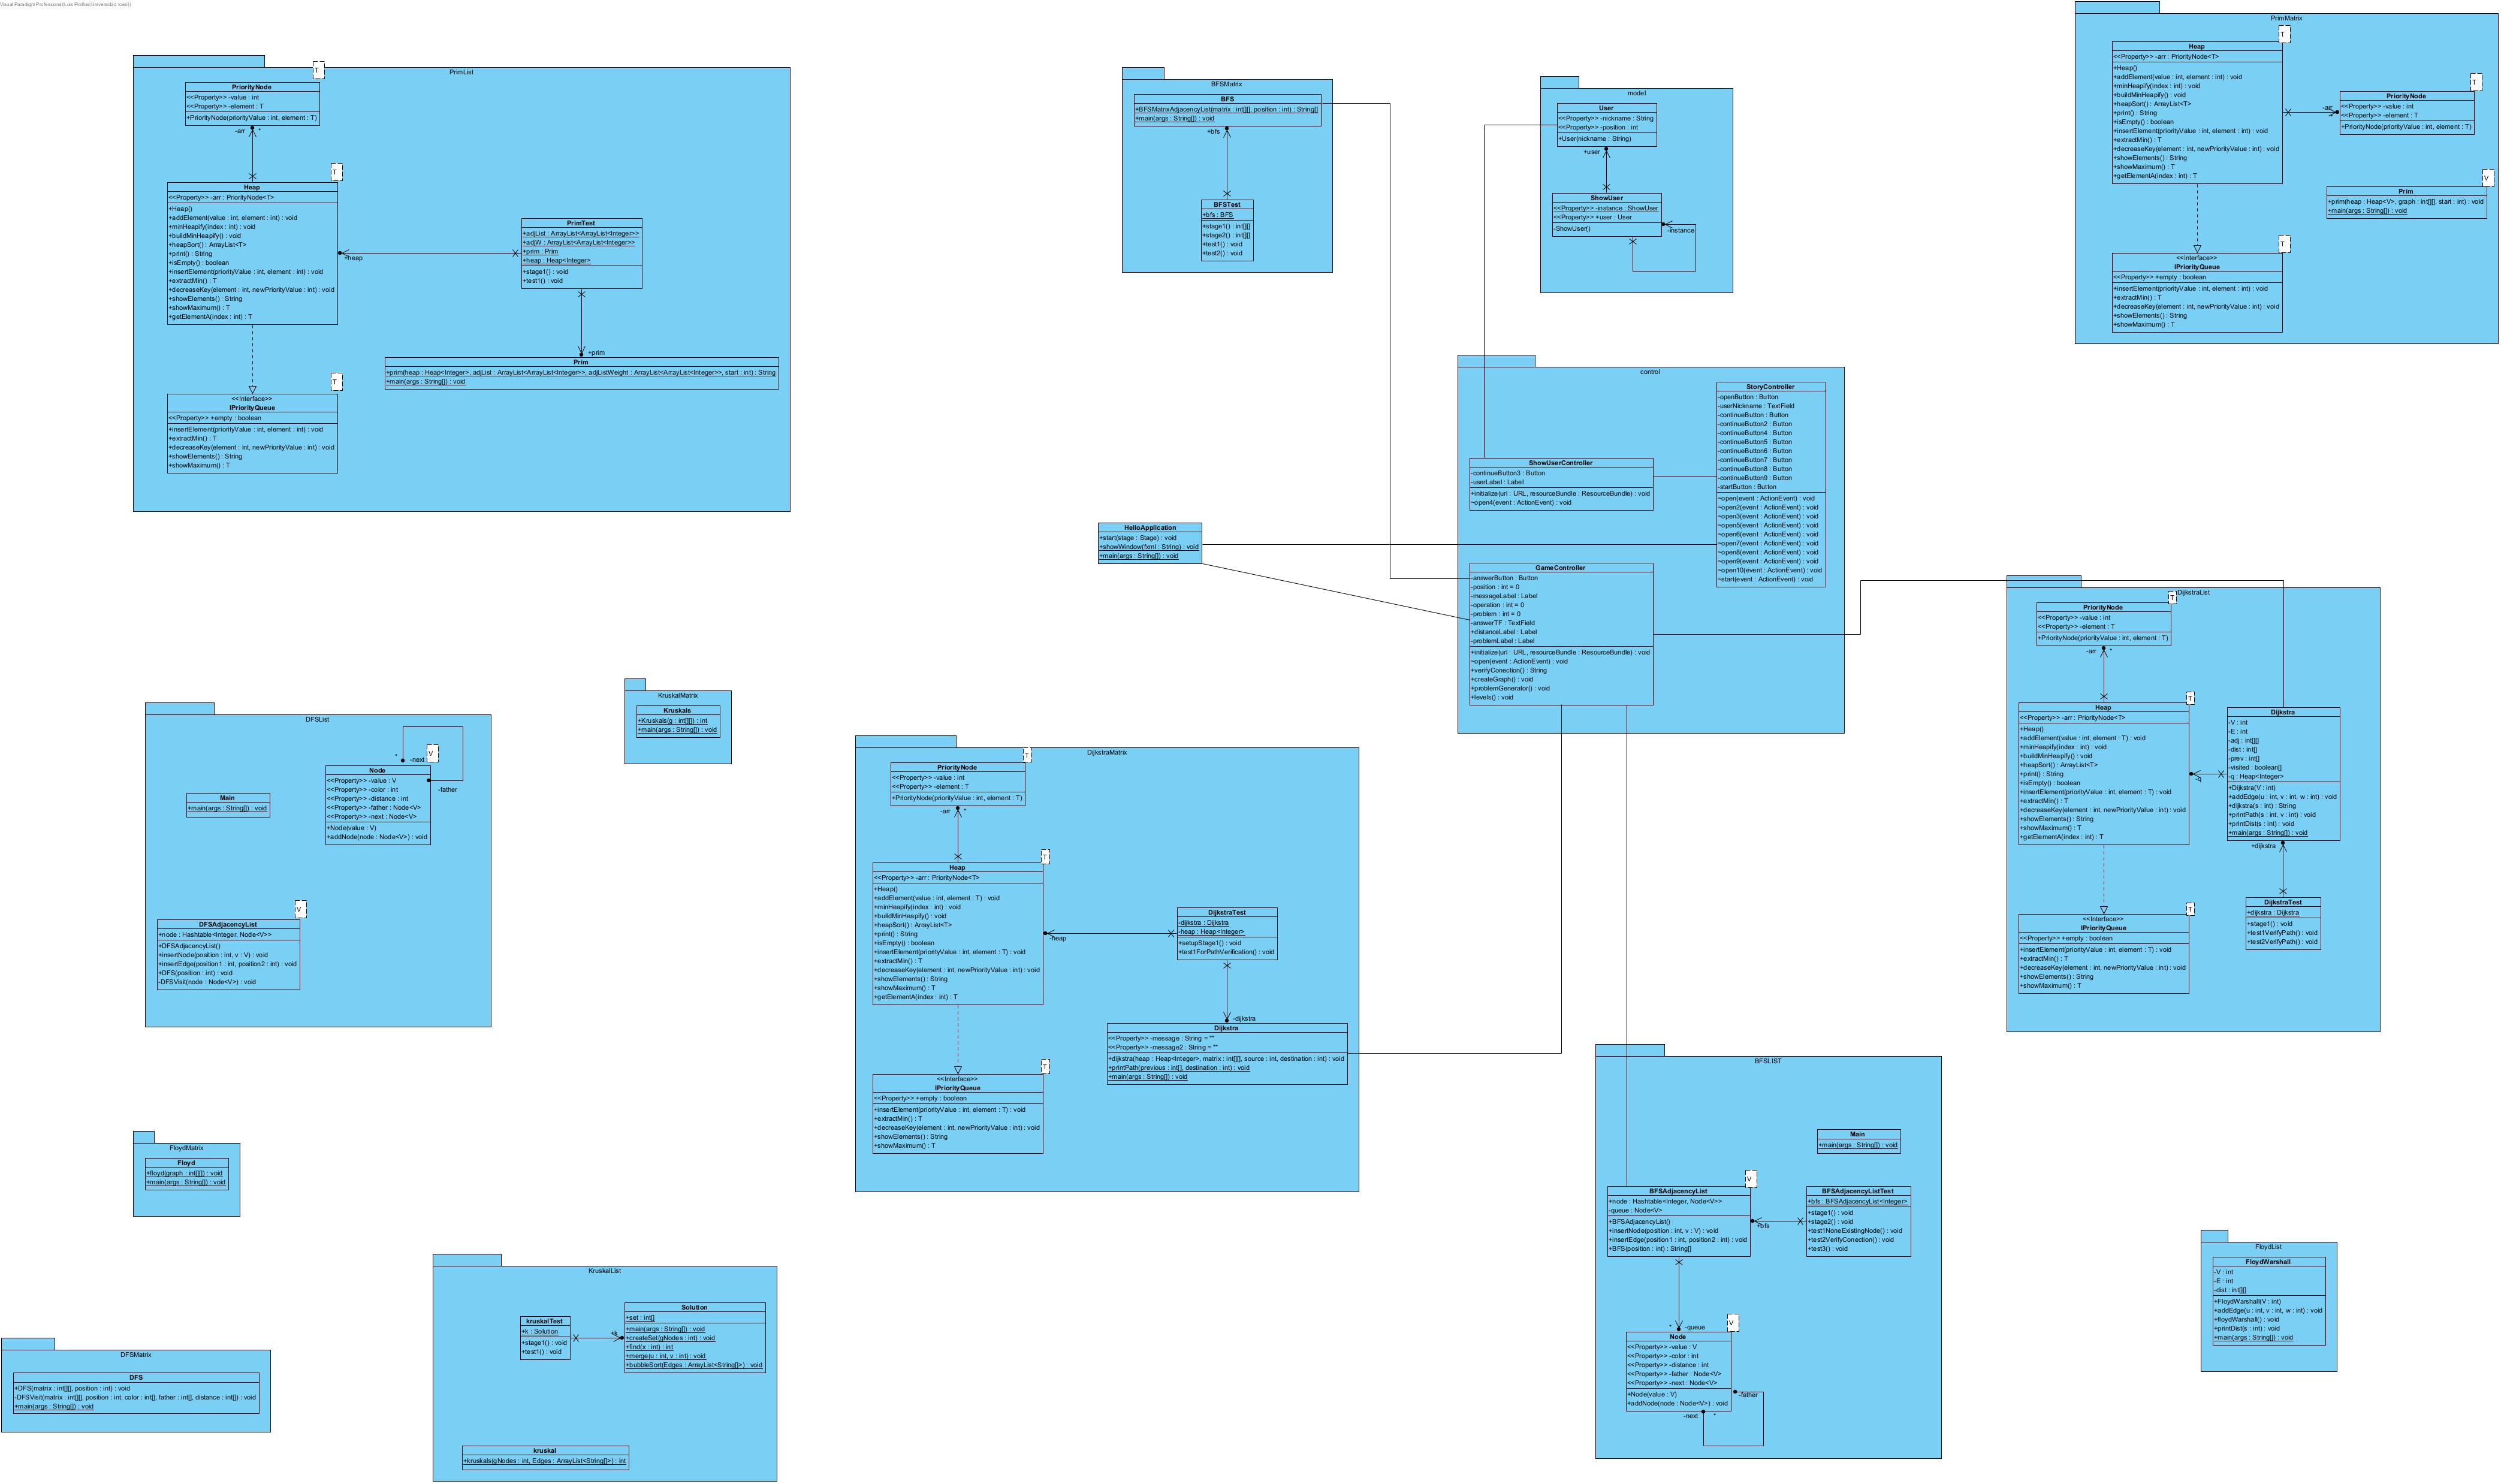 Visual Paradigm Professional(Luis Pinillos(Universidad Icesi))
PrimList
T
PriorityNode
<<Property>> -value : int
<<Property>> -element : T
+PriorityNode(priorityValue : int, element : T)
-arr
*
T
Heap
<<Property>> -arr : PriorityNode<T>
+Heap()
+addElement(value : int, element : int) : void
+minHeapify(index : int) : void
+buildMinHeapify() : void
+heapSort() : ArrayList<T>
+print() : String
+isEmpty() : boolean
+insertElement(priorityValue : int, element : int) : void
+extractMin() : T
+decreaseKey(element : int, newPriorityValue : int) : void
+showElements() : String
+showMaximum() : T
+getElementA(index : int) : T
+heap
PrimTest
+adjList : ArrayList<ArrayList<Integer>>
+adjW : ArrayList<ArrayList<Integer>>
+prim : Prim
+heap : Heap<Integer>
+stage1() : void
+test1() : void
+prim
Prim
+prim(heap : Heap<Integer>, adjList : ArrayList<ArrayList<Integer>>, adjListWeight : ArrayList<ArrayList<Integer>>, start : int) : String
+main(args : String[]) : void
T
<<Interface>>
IPriorityQueue
<<Property>> +empty : boolean
+insertElement(priorityValue : int, element : int) : void
+extractMin() : T
+decreaseKey(element : int, newPriorityValue : int) : void
+showElements() : String
+showMaximum() : T
BFSMatrix
BFS
+BFSMatrixAdjacencyList(matrix : int[][], position : int) : String[]
+main(args : String[]) : void
+bfs
BFSTest
+bfs : BFS
+stage1() : int[][]
+stage2() : int[][]
+test1() : void
+test2() : void
model
User
<<Property>> -nickname : String
<<Property>> -position : int
+User(nickname : String)
+user
ShowUser
<<Property>> -instance : ShowUser
<<Property>> +user : User
-ShowUser()
-instance
PrimMatrix
T
Heap
<<Property>> -arr : PriorityNode<T>
+Heap()
+addElement(value : int, element : int) : void
+minHeapify(index : int) : void
+buildMinHeapify() : void
+heapSort() : ArrayList<T>
+print() : String
+isEmpty() : boolean
+insertElement(priorityValue : int, element : int) : void
+extractMin() : T
+decreaseKey(element : int, newPriorityValue : int) : void
+showElements() : String
+showMaximum() : T
+getElementA(index : int) : T
-arr
*
T
PriorityNode
<<Property>> -value : int
<<Property>> -element : T
+PriorityNode(priorityValue : int, element : T)
V
Prim
+prim(heap : Heap<V>, graph : int[][], start : int) : void
+main(args : String[]) : void
T
<<Interface>>
IPriorityQueue
<<Property>> +empty : boolean
+insertElement(priorityValue : int, element : int) : void
+extractMin() : T
+decreaseKey(element : int, newPriorityValue : int) : void
+showElements() : String
+showMaximum() : T
control
StoryController
-openButton : Button
-userNickname : TextField
-continueButton : Button
-continueButton2 : Button
-continueButton4 : Button
-continueButton5 : Button
-continueButton6 : Button
-continueButton7 : Button
-continueButton8 : Button
-continueButton9 : Button
-startButton : Button
~open(event : ActionEvent) : void
~open2(event : ActionEvent) : void
~open3(event : ActionEvent) : void
~open5(event : ActionEvent) : void
~open6(event : ActionEvent) : void
~open7(event : ActionEvent) : void
~open8(event : ActionEvent) : void
~open9(event : ActionEvent) : void
~open10(event : ActionEvent) : void
~start(event : ActionEvent) : void
ShowUserController
-continueButton3 : Button
-userLabel : Label
+initialize(url : URL, resourceBundle : ResourceBundle) : void
~open4(event : ActionEvent) : void
HelloApplication
+start(stage : Stage) : void
+showWindow(fxml : String) : void
+main(args : String[]) : void
GameController
-answerButton : Button
-position : int = 0
-messageLabel : Label
-operation : int = 0
-problem : int = 0
-answerTF : TextField
+distanceLabel : Label
-problemLabel : Label
+initialize(url : URL, resourceBundle : ResourceBundle) : void
~open(event : ActionEvent) : void
+verifyConection() : String
+createGraph() : void
+problemGenerator() : void
+levels() : void
DijkstraList
T
PriorityNode
<<Property>> -value : int
<<Property>> -element : T
+PriorityNode(priorityValue : int, element : T)
-arr
*
T
Heap
<<Property>> -arr : PriorityNode<T>
+Heap()
+addElement(value : int, element : T) : void
+minHeapify(index : int) : void
+buildMinHeapify() : void
+heapSort() : ArrayList<T>
+print() : String
+isEmpty() : boolean
+insertElement(priorityValue : int, element : T) : void
+extractMin() : T
+decreaseKey(element : int, newPriorityValue : int) : void
+showElements() : String
+showMaximum() : T
+getElementA(index : int) : T
-q
Dijkstra
-V : int
-E : int
-adj : int[][]
-dist : int[]
-prev : int[]
-visited : boolean[]
-q : Heap<Integer>
+Dijkstra(V : int)
+addEdge(u : int, v : int, w : int) : void
+dijkstra(s : int) : String
+printPath(s : int, v : int) : void
+printDist(s : int) : void
+main(args : String[]) : void
+dijkstra
DijkstraTest
+dijkstra : Dijkstra
+stage1() : void
+test1VerifyPath() : void
+test2VerifyPath() : void
T
<<Interface>>
IPriorityQueue
<<Property>> +empty : boolean
+insertElement(priorityValue : int, element : T) : void
+extractMin() : T
+decreaseKey(element : int, newPriorityValue : int) : void
+showElements() : String
+showMaximum() : T
DFSList
*
-next
V
Node
<<Property>> -value : V
<<Property>> -color : int
<<Property>> -distance : int
<<Property>> -father : Node<V>
<<Property>> -next : Node<V>
+Node(value : V)
+addNode(node : Node<V>) : void
-father
Main
+main(args : String[]) : void
V
DFSAdjacencyList
+node : Hashtable<Integer, Node<V>>
+DFSAdjacencyList()
+insertNode(position : int, v : V) : void
+insertEdge(position1 : int, position2 : int) : void
+DFS(position : int) : void
-DFSVisit(node : Node<V>) : void
KruskalMatrix
Kruskals
+Kruskals(g : int[][]) : int
+main(args : String[]) : void
DijkstraMatrix
T
PriorityNode
<<Property>> -value : int
<<Property>> -element : T
+PriorityNode(priorityValue : int, element : T)
-arr
*
T
Heap
<<Property>> -arr : PriorityNode<T>
+Heap()
+addElement(value : int, element : T) : void
+minHeapify(index : int) : void
+buildMinHeapify() : void
+heapSort() : ArrayList<T>
+print() : String
+isEmpty() : boolean
+insertElement(priorityValue : int, element : T) : void
+extractMin() : T
+decreaseKey(element : int, newPriorityValue : int) : void
+showElements() : String
+showMaximum() : T
+getElementA(index : int) : T
-heap
DijkstraTest
-dijkstra : Dijkstra
-heap : Heap<Integer>
+setupStage1() : void
+test1ForPathVerification() : void
-dijkstra
Dijkstra
<<Property>> -message : String = ""
<<Property>> -message2 : String = ""
+dijkstra(heap : Heap<Integer>, matrix : int[][], source : int, destination : int) : void
+printPath(previous : int[], destination : int) : void
+main(args : String[]) : void
T
<<Interface>>
IPriorityQueue
<<Property>> +empty : boolean
+insertElement(priorityValue : int, element : T) : void
+extractMin() : T
+decreaseKey(element : int, newPriorityValue : int) : void
+showElements() : String
+showMaximum() : T
BFSLIST
Main
+main(args : String[]) : void
V
BFSAdjacencyList
+node : Hashtable<Integer, Node<V>>
-queue : Node<V>
+BFSAdjacencyList()
+insertNode(position : int, v : V) : void
+insertEdge(position1 : int, position2 : int) : void
+BFS(position : int) : String[]
+bfs
BFSAdjacencyListTest
+bfs : BFSAdjacencyList<Integer>
+stage1() : void
+stage2() : void
+test1NoneExistingNode() : void
+test2VerifyConection() : void
+test3() : void
*
-queue
V
Node
<<Property>> -value : V
<<Property>> -color : int
<<Property>> -distance : int
<<Property>> -father : Node<V>
<<Property>> -next : Node<V>
+Node(value : V)
+addNode(node : Node<V>) : void
-father
-next
*
FloydMatrix
Floyd
+floyd(graph : int[][]) : void
+main(args : String[]) : void
FloydList
FloydWarshall
-V : int
-E : int
-dist : int[][]
+FloydWarshall(V : int)
+addEdge(u : int, v : int, w : int) : void
+floydWarshall() : void
+printDist(s : int) : void
+main(args : String[]) : void
KruskalList
kruskalTest
+k : Solution
+stage1() : void
+test1() : void
+k
Solution
+set : int[]
+main(args : String[]) : void
+createSet(gNodes : int) : void
+find(x : int) : int
+merge(u : int, v : int) : void
+bubbleSort(Edges : ArrayList<String[]>) : void
kruskal
+kruskals(gNodes : int, Edges : ArrayList<String[]>) : int
DFSMatrix
DFS
+DFS(matrix : int[][], position : int) : void
-DFSVisit(matrix : int[][], position : int, color : int[], father : int[], distance : int[]) : void
+main(args : String[]) : void